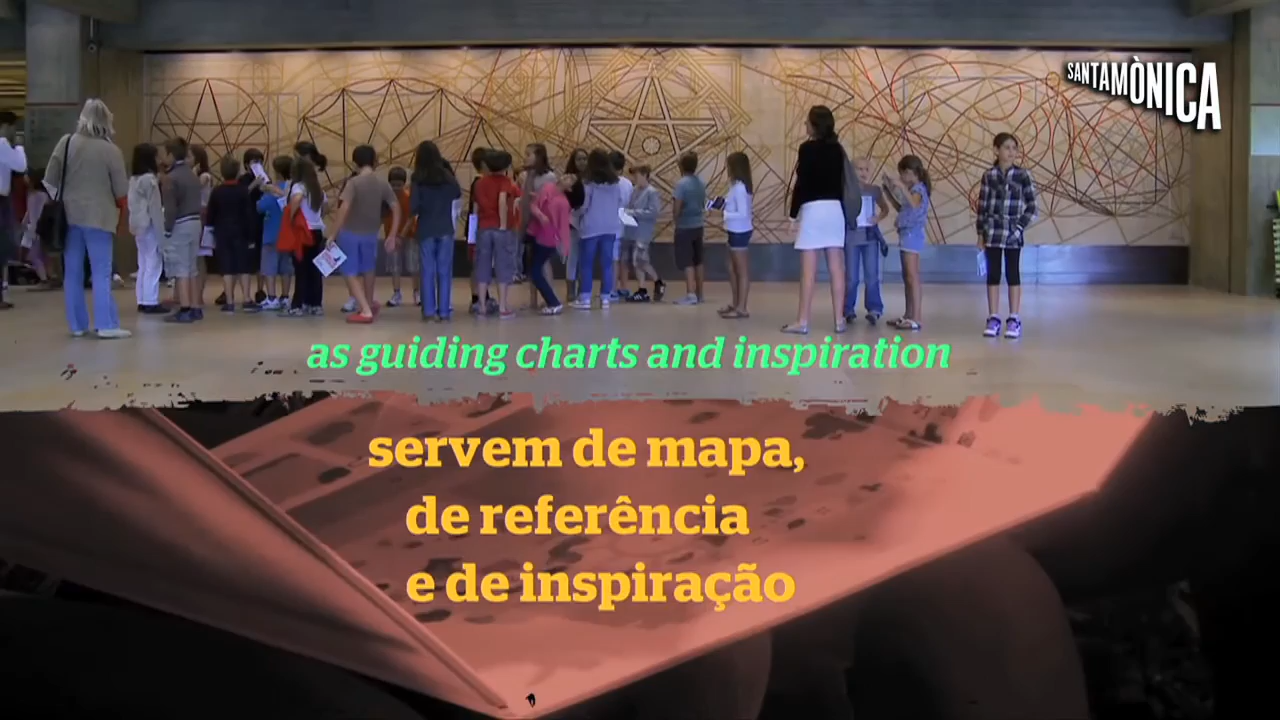 SANTAMÒNICA
as guiding charts and inspiration
servem de mapa,
de referência
e de inspiração